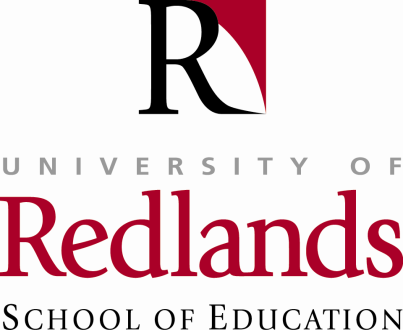 R
UNIVERSITY OF
Redlands
SCHOOL OF EDUCATION